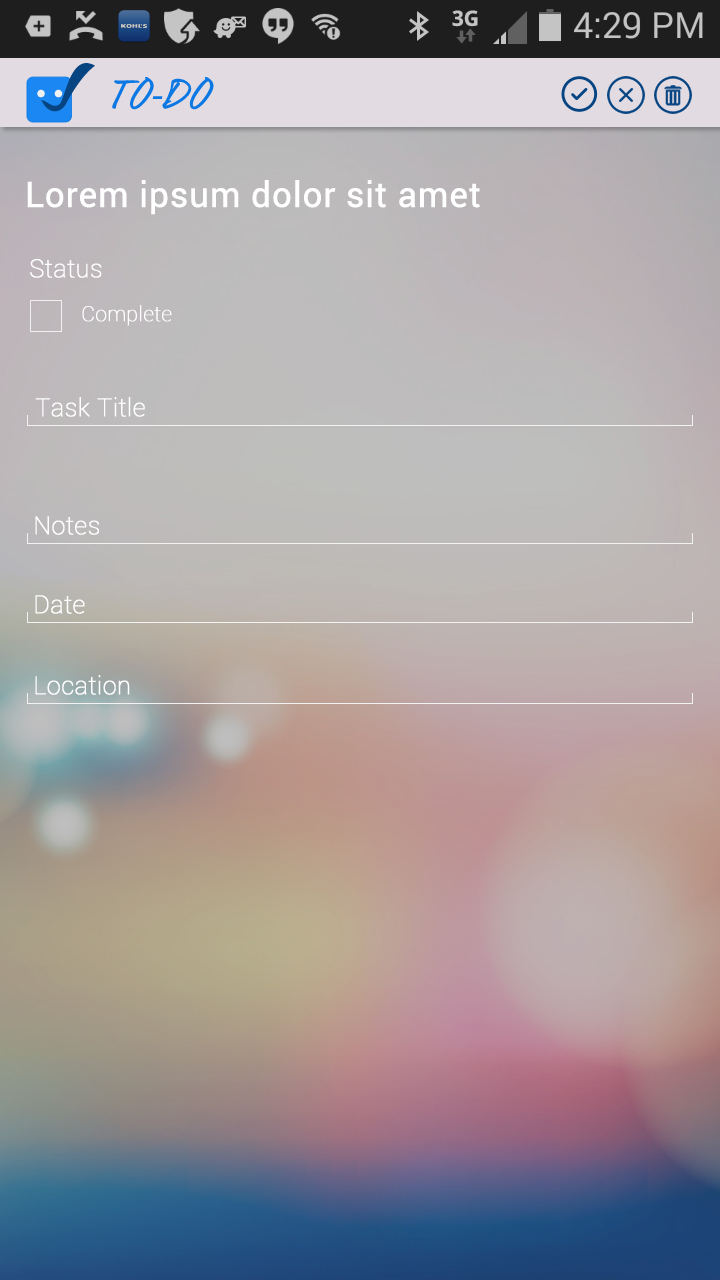 KOHL'S
3G
4:29 PM
TO-DO
Lorem ipsum dolor sit amet
Status
Complete
Task Title
Notes
Date
Location